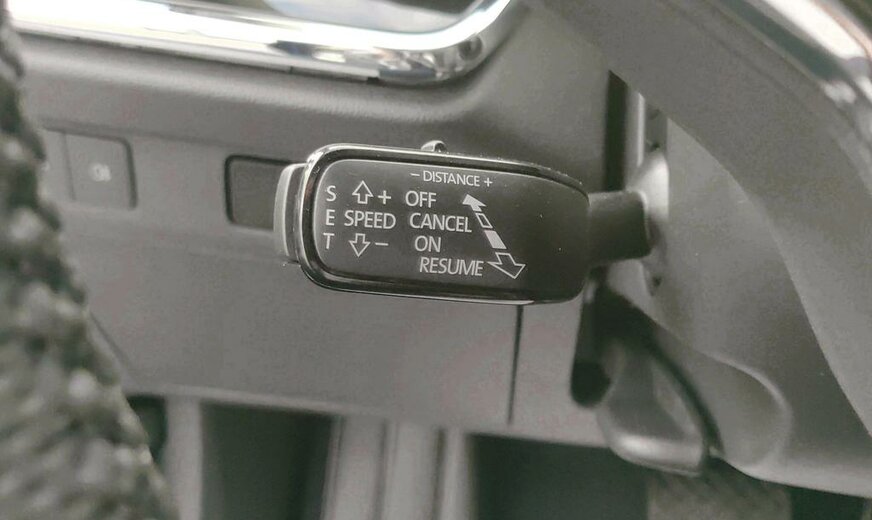 - DISTANCE +
S + OFF
E SPEED CANCEL
T - ON
RESUME